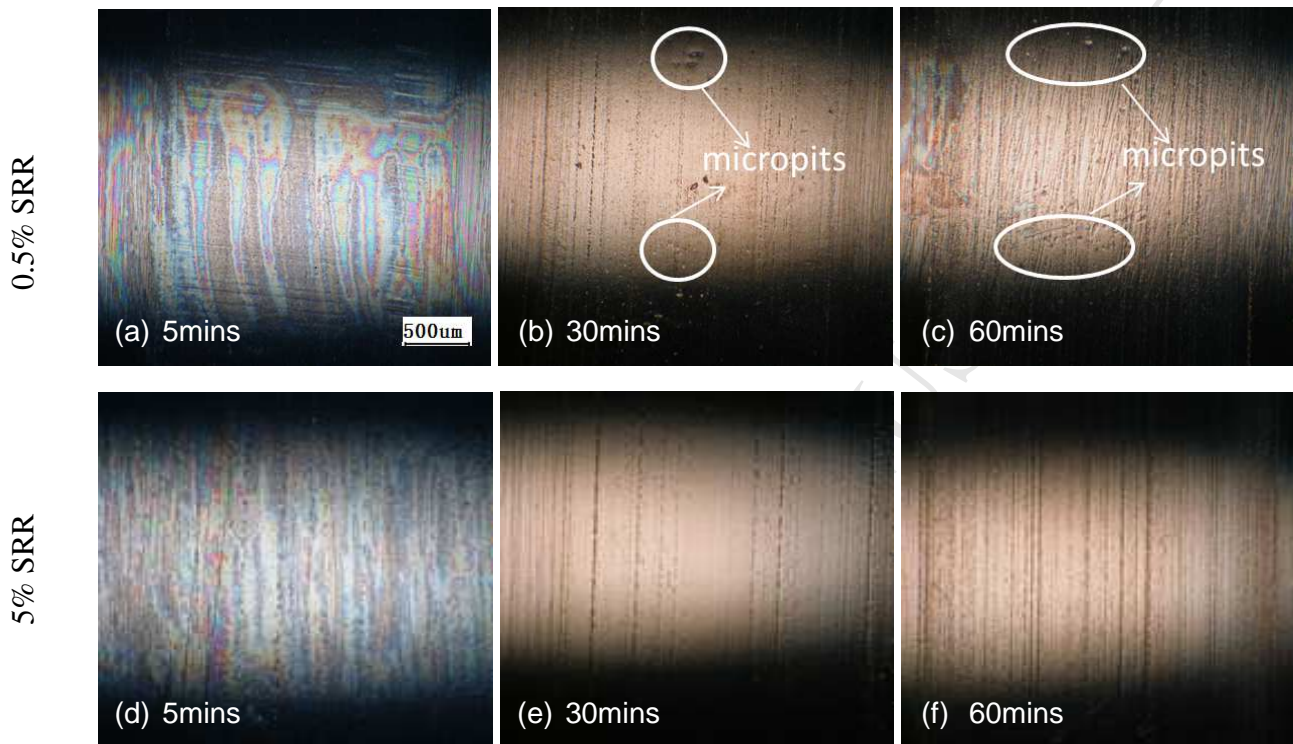 0.5% SRR
micropits
micropits
(a) 5mins
500um
(b) 30mins
(c) 60mins
5% SRR
(d) 5mins
(e) 30mins
(f) 60mins